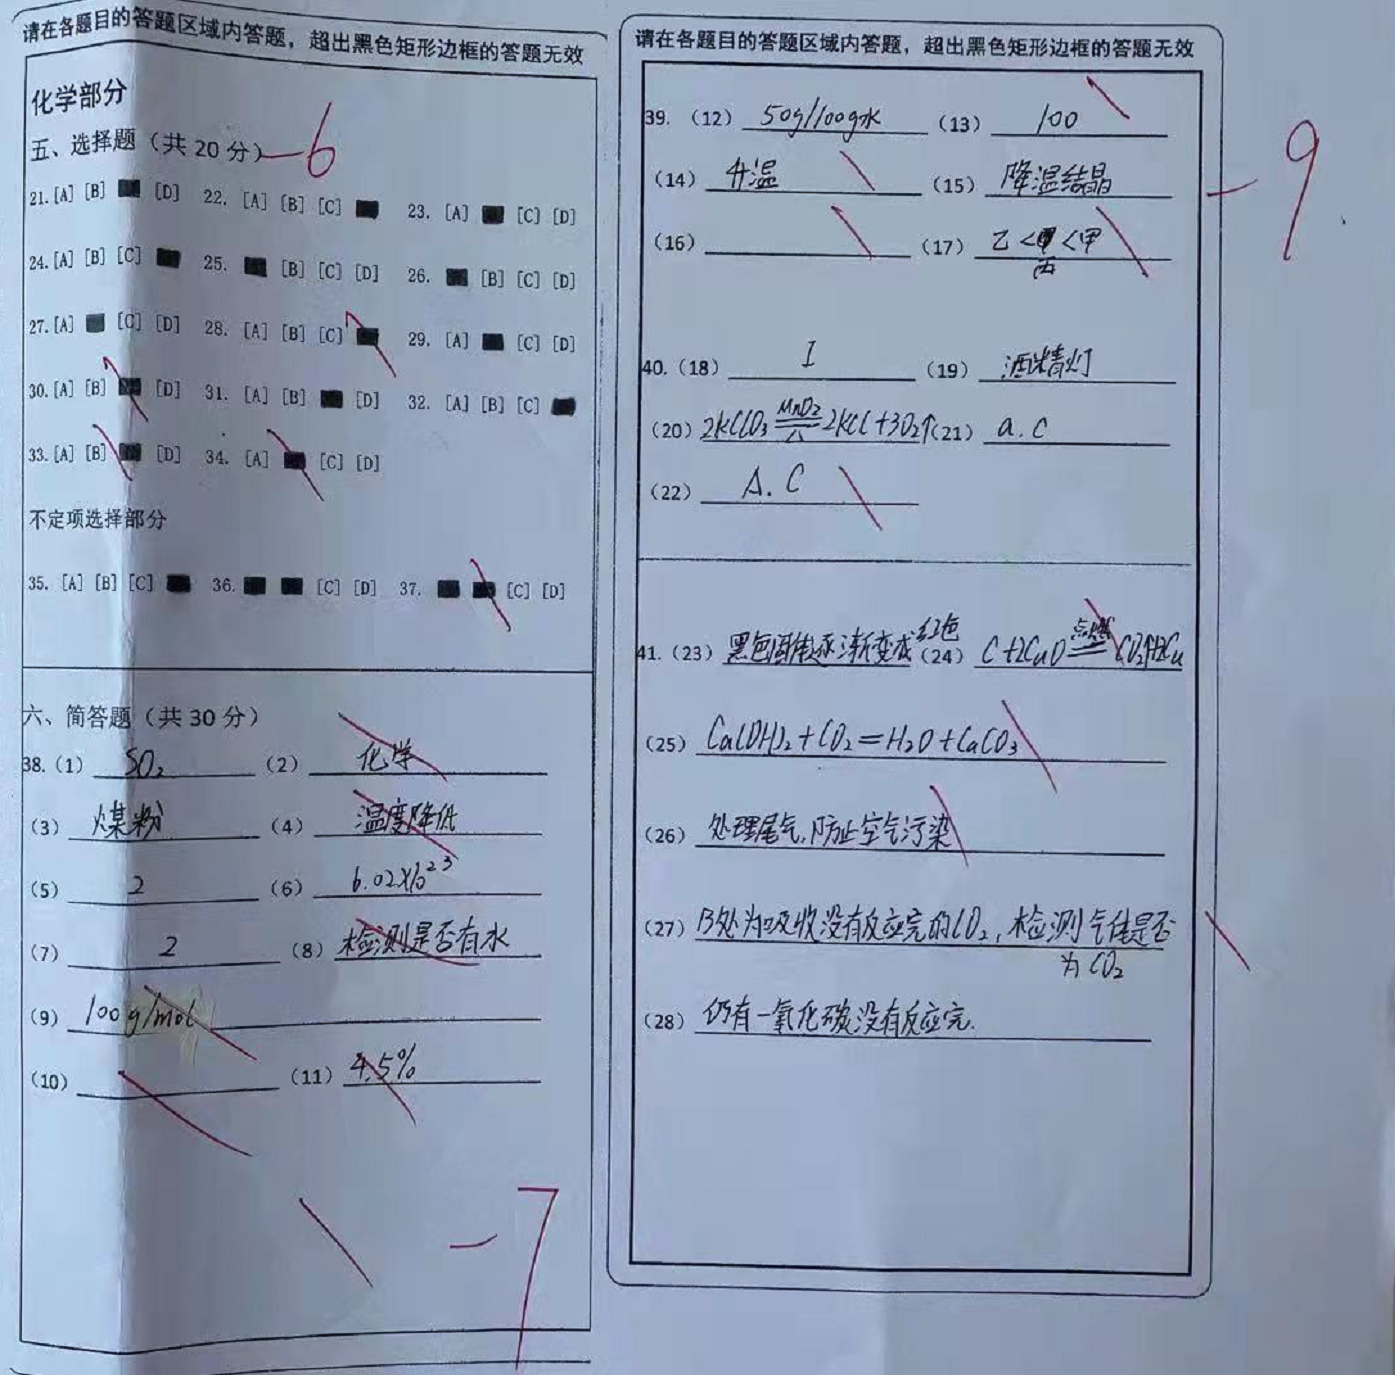 请在各题目的答题区域内答题，超出黑色矩形边框的答题无效
化学部分
五、选择题（共 20 分） -6
21. [A] [B] [D] 22. [A] [B] [C] 23. [A] [C] [D]
24. [A] [B] [C] 25. [B] [C] [D] 26. [B] [C] [D]
27. [A] [C] [D] 28. [A] [B] [C] 29. [A] [C] [D]
30. [A] [B] [D] 31. [A] [B] [D] 32. [A] [B] [C]
33. [A] [B] [D] 34. [A] [C] [D]
不定项选择部分
35. [A] [B] [C] 36. [C] [D] 37. [C] [D]
六、简答题（共 30 分）
38.（1） SO₂ （2） 化学
（3） 煤粉 （4） 温度降低
（5） 2 （6） 6.02×10²³
（7） 2 （8） 检测是否有水
（9） 100g/mol
（10） （11） 4.5%
-7
请在各题目的答题区域内答题，超出黑色矩形边框的答题无效
39.（12） 50g/100g水 （13） 100
（14） 升温 （15） 降温结晶
-9
（16） （17） 乙<丙<甲
40.（18） I （19） 酒精灯
（20） 2KClO₃ MnO₂ == △ 2KCl+3O₂↑ （21） a.c
（22） A.C
41.（23） 黑色固体逐渐变成红色 （24） C+2CuO 点燃 == CO₂↑+2Cu
（25） Ca(OH)₂+CO₂=H₂O+CaCO₃
（26） 处理尾气,防止空气污染
（27） B处为吸收没有反应完的CO₂,检测气体是否
为CO₂
（28） 仍有一氧化碳没有反应完.